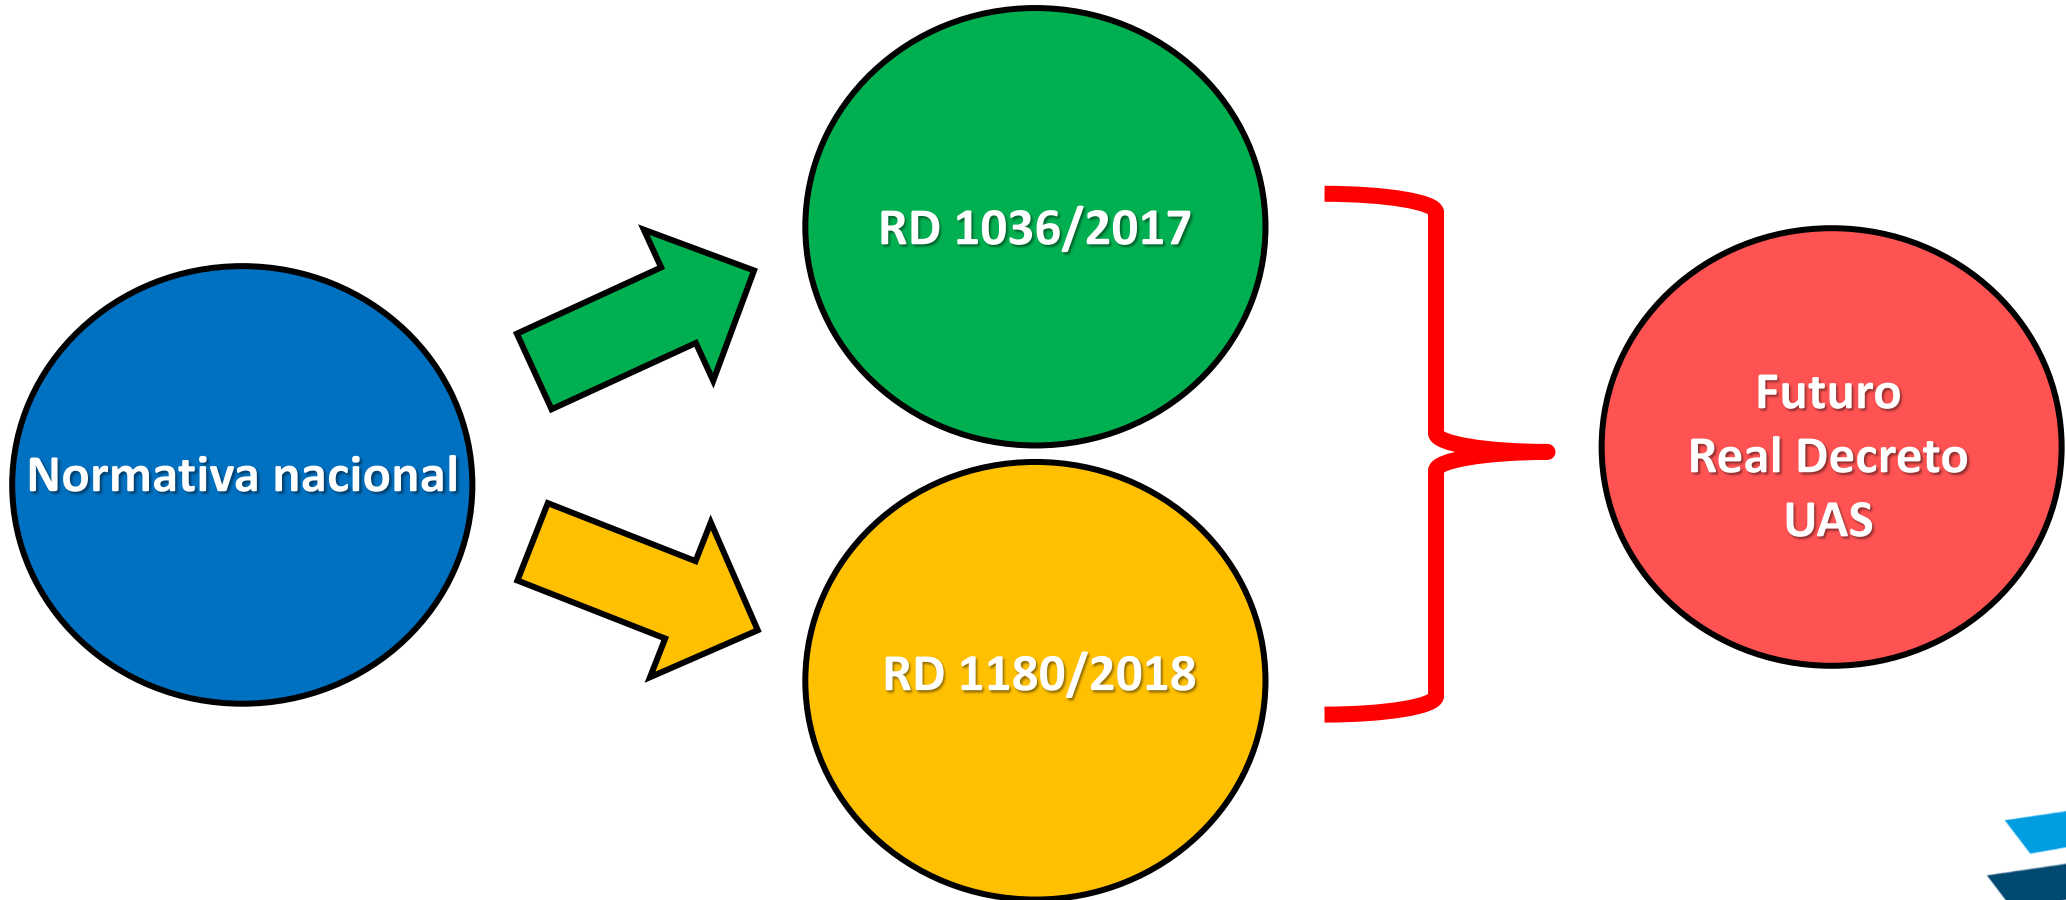 Normativa nacional
RD 1036/2017
RD 1180/2018
Futuro
Real Decreto
UAS